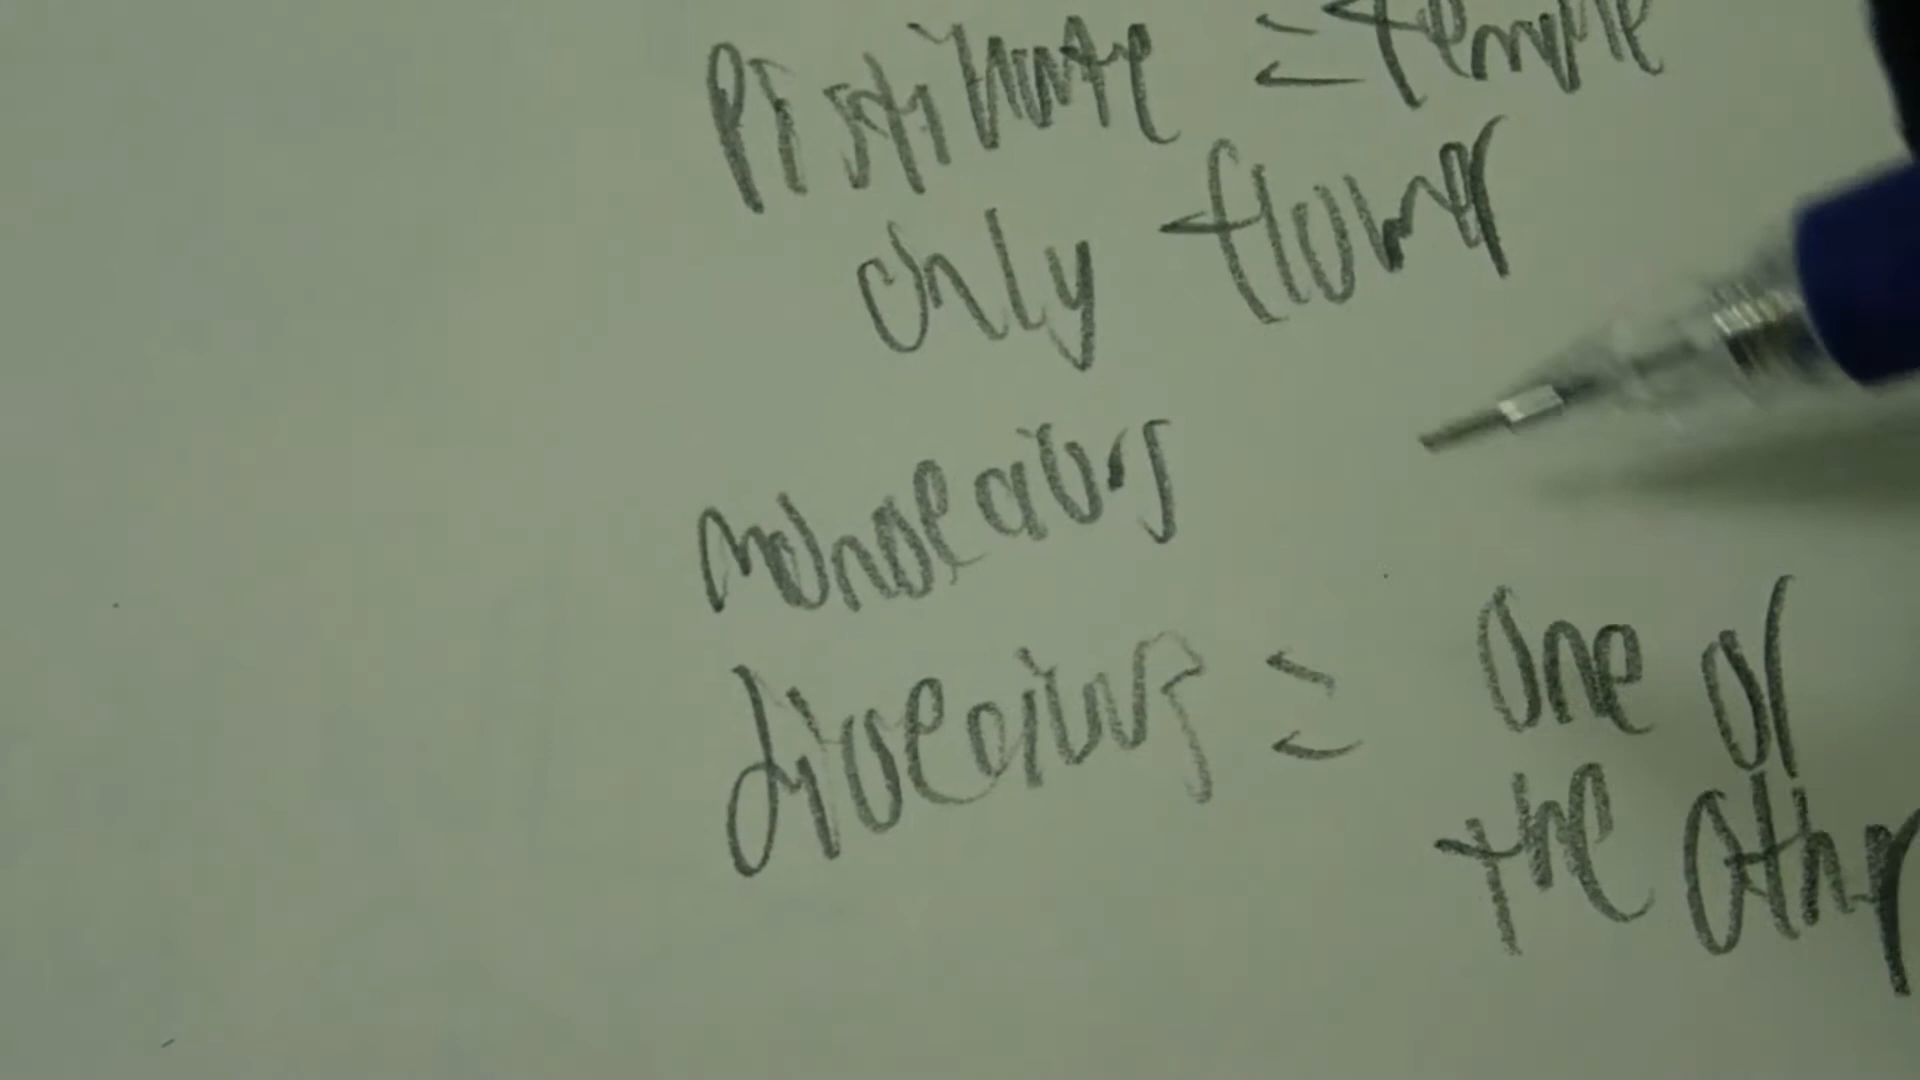 Pistillate = female
only flower
monoecious
dioecious = one or
the other